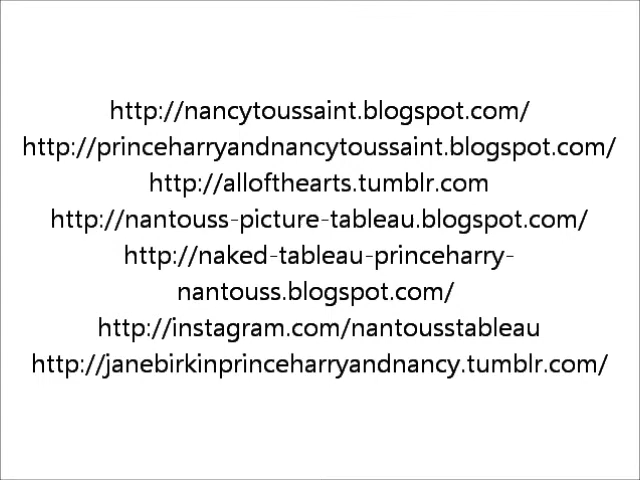 http://nancytoussaint.blogspot.com/
http://princeharryandnancytoussaint.blogspot.com/
http://allofthearts.tumblr.com
http://nantouss-picture-tableau.blogspot.com/
http://naked-tableau-princeharry-
nantouss.blogspot.com/
http://instagram.com/nantousstableau
http://janebirkinprinceharryandnancy.tumblr.com/